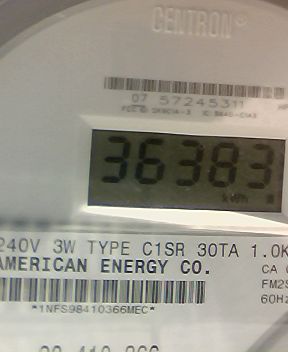 CENTRON®
07 57245311
36383
kWh
240V 3W TYPE C1SR 30TA 1.0K
AMERICAN ENERGY CO.
CA
FM2S
60Hz
*1NFS98410366MEC*